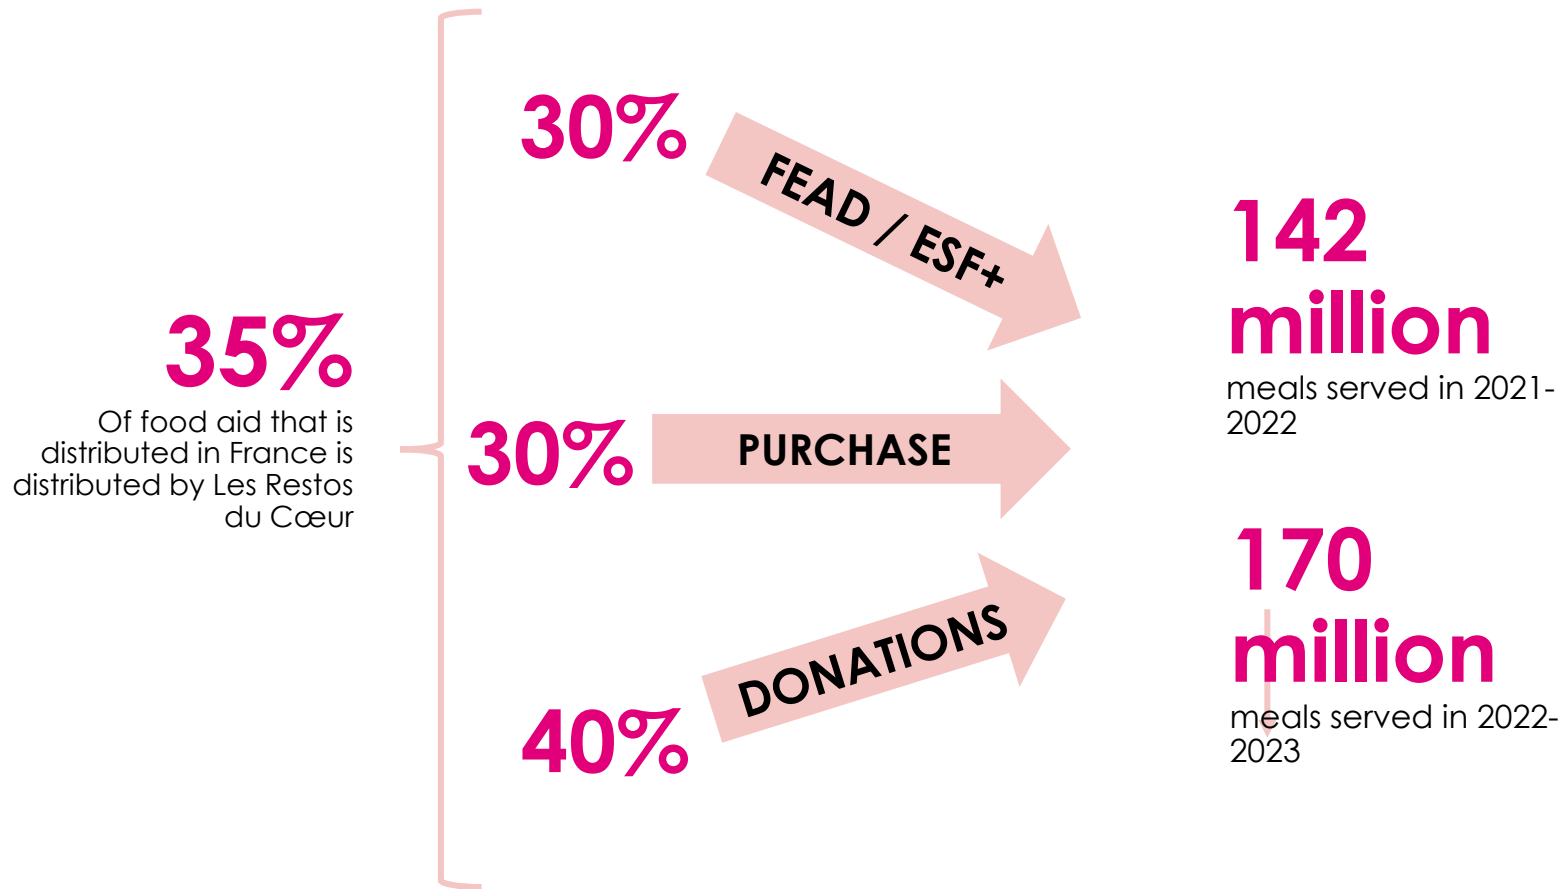 35%
Of food aid that is
distributed in France is
distributed by Les Restos
du Cœur
30%
FEAD / ESF+
30%
PURCHASE
40%
DONATIONS
142
million
meals served in 2021-
2022
170
million
meals served in 2022-
2023